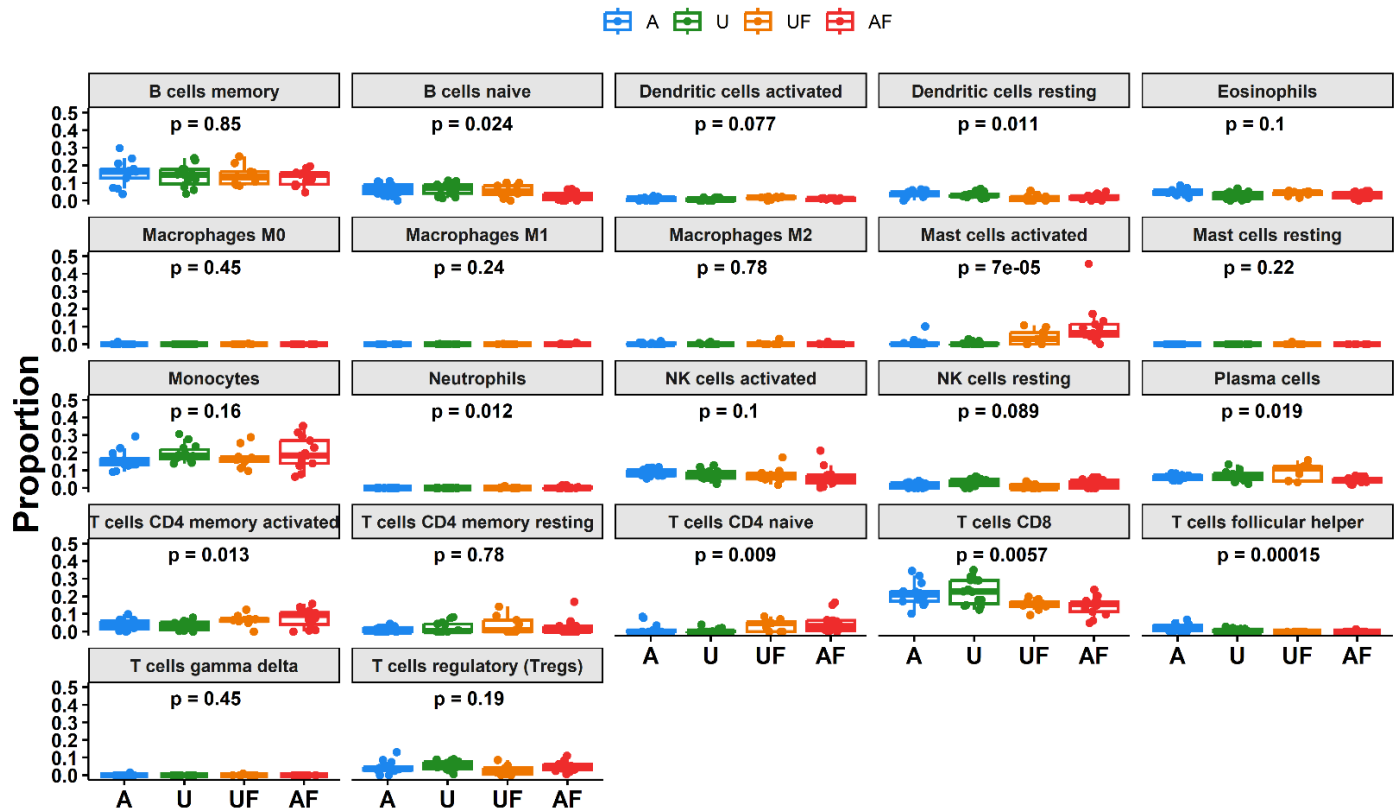 A U UF AF
B cells memory B cells naive Dendritic cells activated Dendritic cells resting Eosinophils
0.5 p = 0.85 p = 0.024 p = 0.077 p = 0.011 p = 0.1
0.4
0.3
0.2
0.1
0.0
Macrophages M0 Macrophages M1 Macrophages M2 Mast cells activated Mast cells resting
0.5 p = 0.45 p = 0.24 p = 0.78 p = 7e-05 p = 0.22
0.4
0.3
0.2
0.1
0.0
Proportion
Monocytes Neutrophils NK cells activated NK cells resting Plasma cells
0.5 p = 0.16 p = 0.012 p = 0.1 p = 0.089 p = 0.019
0.4
0.3
0.2
0.1
0.0
T cells CD4 memory activated T cells CD4 memory resting T cells CD4 naive T cells CD8 T cells follicular helper
0.5 p = 0.013 p = 0.78 p = 0.009 p = 0.0057 p = 0.00015
0.4
0.3
0.2
0.1
0.0
A U UF AF A U UF AF A U UF AF
T cells gamma delta T cells regulatory (Tregs)
0.5 p = 0.45 p = 0.19
0.4
0.3
0.2
0.1
0.0
A U UF AF A U UF AF